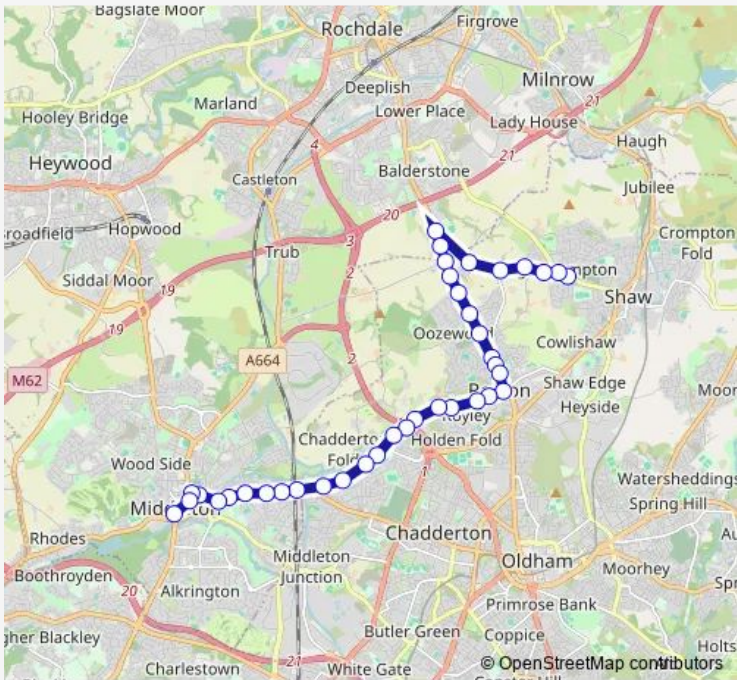 Bagslate Moor
Rochdale
Firgrove
Deeplish
Milnrow
Hooley Bridge
Marland
Lower Place
21
Lady House
4
21
Haugh
Heywood
Castleton
Balderstone
Jubilee
20
Hopwood
3
Crompton
Fold
Trub
2
Siddal Moor
19
Shaw
19
Oozewood
2
Cowlishaw
A664
M62
Shaw Edge
Heyside
Holden Fold
Wood Side
1
Watersheddings
Spring Hill
Rhodes
Chadderton
Middleton
Junction
Oldham
Moorhey
Boothroyden
20
Alkrington
Primrose Bank
Butler Green
Coppice
Charlestown
21
White Gate
© OpenStreetMap contributors